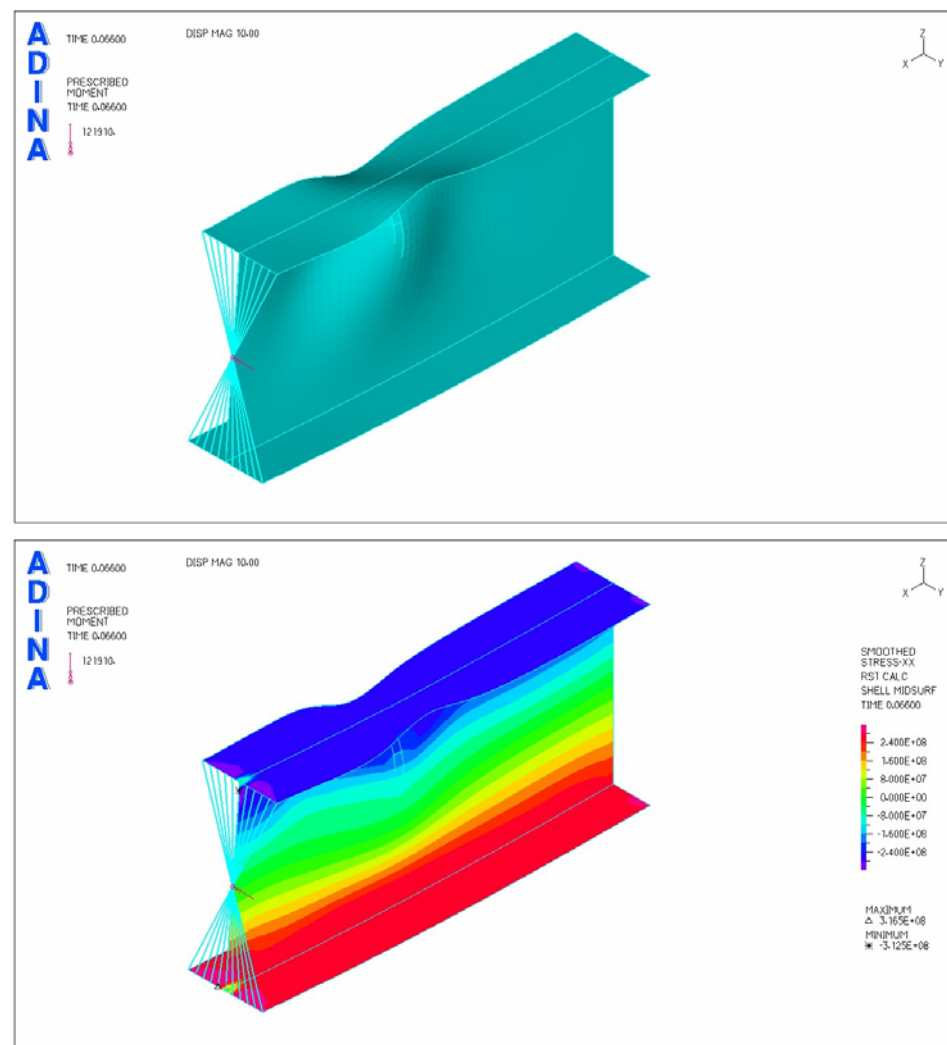 ADINA
TIME 0.06600
DISP MAG 10.00
PRESCRIBED
MOMENT
TIME 0.06600
121910.
Z
X Y
ADINA
TIME 0.06600
DISP MAG 10.00
PRESCRIBED
MOMENT
TIME 0.06600
121910.
Z
X Y
SMOOTHED
STRESS-XX
RST CALC
SHELL MIDSURF
TIME 0.06600
2.400E+08
1.600E+08
8.000E+07
0.000E+00
-8.000E+07
-1.600E+08
-2.400E+08
MAXIMUM
3.165E+08
MINIMUM
-3.125E+08